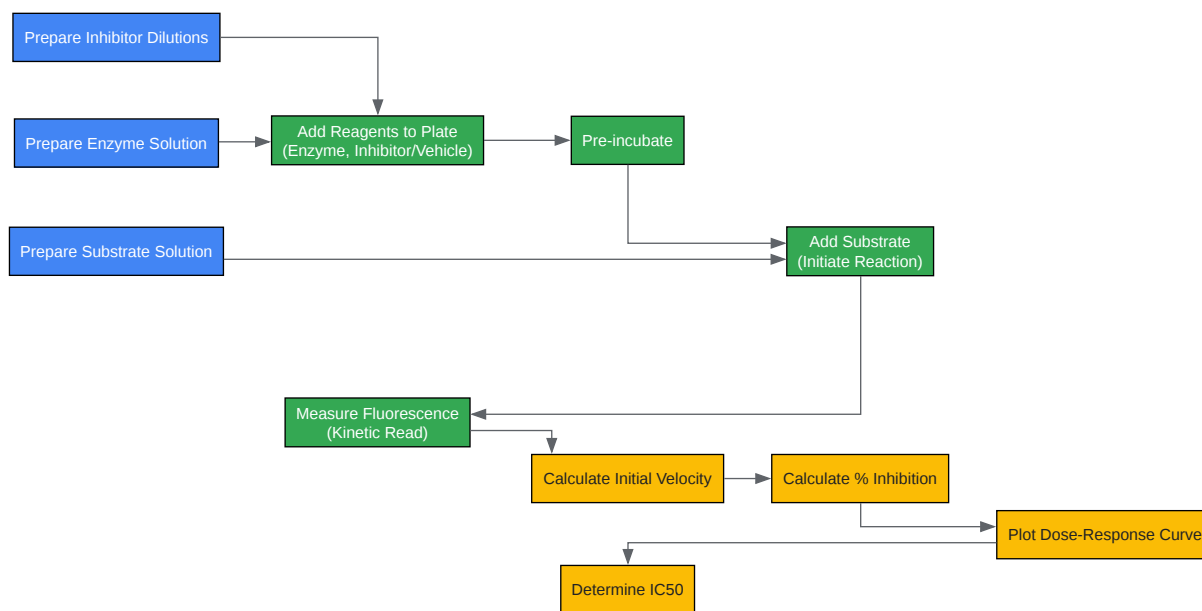 Prepare Inhibitor Dilutions
Prepare Enzyme Solution
Add Reagents to Plate
(Enzyme, Inhibitor/Vehicle)
Pre-incubate
Prepare Substrate Solution
Add Substrate
(Initiate Reaction)
Measure Fluorescence
(Kinetic Read)
Calculate Initial Velocity
Calculate % Inhibition
Plot Dose-Response Curve
Determine IC50